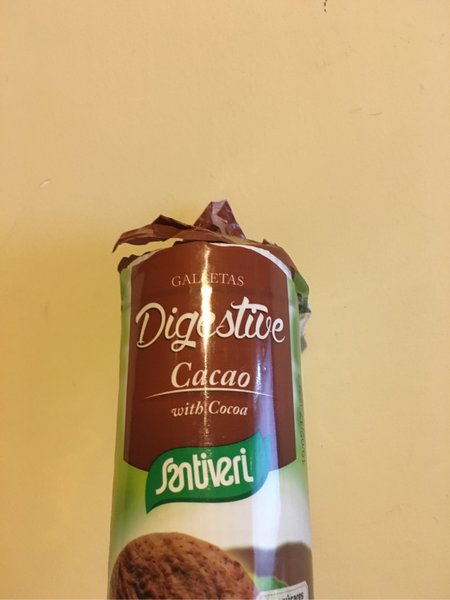 GALLETAS
Digestive
Cacao
with Cocoa
Santiveri